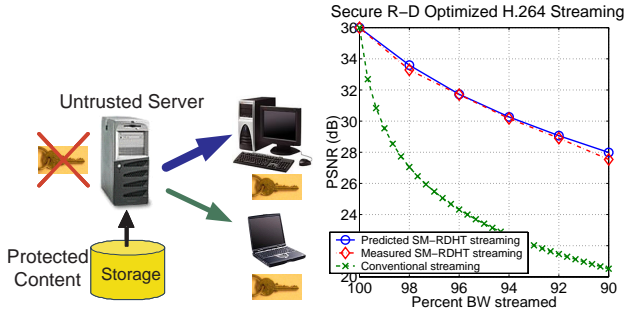 Untrusted Server
Protected
Content
Storage
Secure R-D Optimized H.264 Streaming
36
34
32
30
28
26
24
22
20
PSNR (dB)
Predicted SM-RDHT streaming
Measured SM-RDHT streaming
Conventional streaming
100
98
96
94
92
90
Percent BW streamed